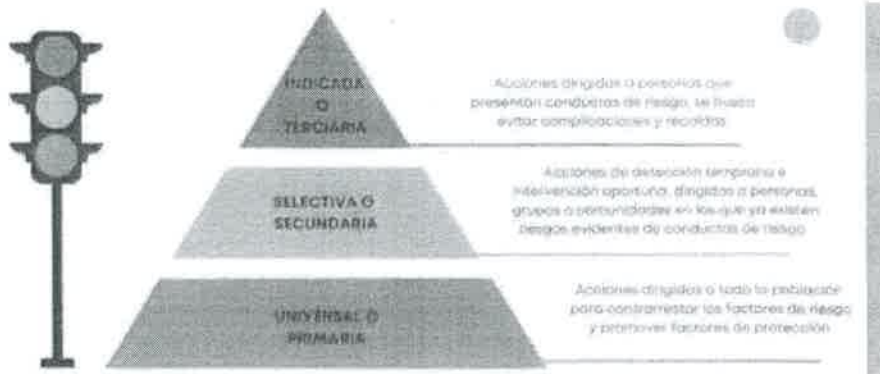 INDICADA
O
TERCIARIA
Acciones dirigidas a personas que
presentan conductas de riesgo, se busca
evitar complicaciones y recaídas
SELECTIVA O
SECUNDARIA
Acciones de detección temprana e
intervención oportuna, dirigidas a personas,
grupos o comunidades en los que ya existen
riesgos evidentes de conductas de riesgo
UNIVERSAL O
PRIMARIA
Acciones dirigidas a toda la población
para contrarrestar los factores de riesgo
y promover factores de protección